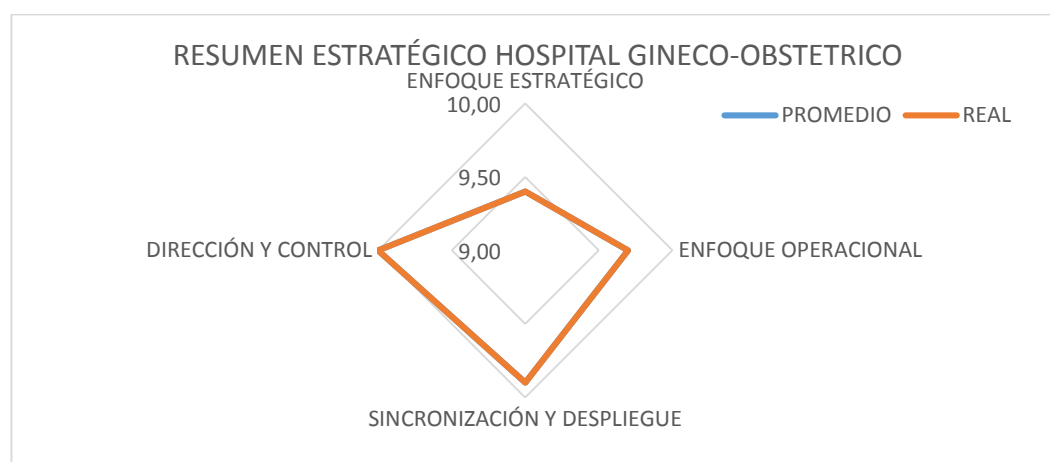 RESUMEN ESTRATÉGICO HOSPITAL GINECO-OBSTETRICO
ENFOQUE ESTRATÉGICO
10,00
PROMEDIO
REAL
9,50
DIRECCIÓN Y CONTROL
9,00
ENFOQUE OPERACIONAL
SINCRONIZACIÓN Y DESPLIEGUE